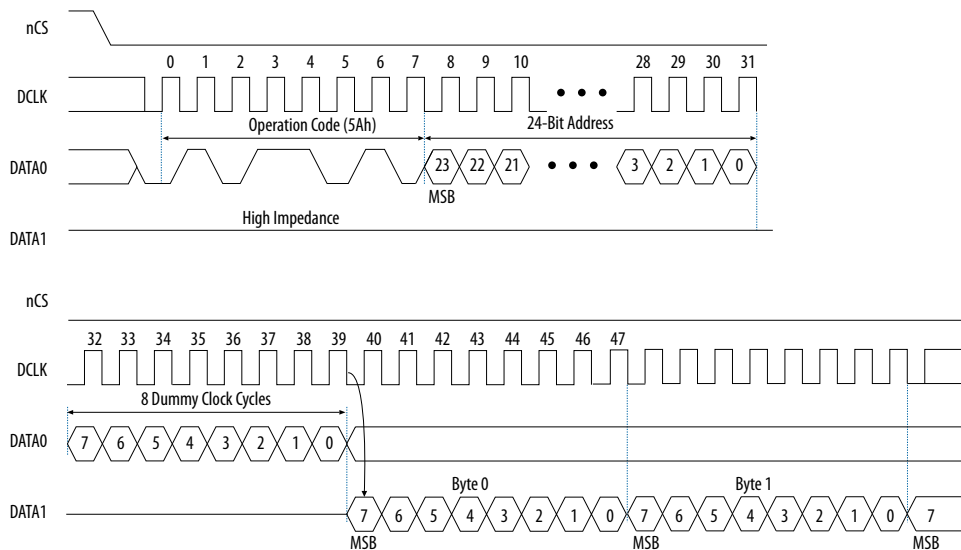 nCS
0 1 2 3 4 5 6 7 8 9 10 28 29 30 31
DCLK
Operation Code (5Ah) 24-Bit Address
DATA0 23 22 21 3 2 1 0
MSB
High Impedance
DATA1
nCS
32 33 34 35 36 37 38 39 40 41 42 43 44 45 46 47
DCLK
8 Dummy Clock Cycles
DATA0 7 6 5 4 3 2 1 0
Byte 0 Byte 1
DATA1 7 6 5 4 3 2 1 0 7 6 5 4 3 2 1 0 7
MSB MSB MSB